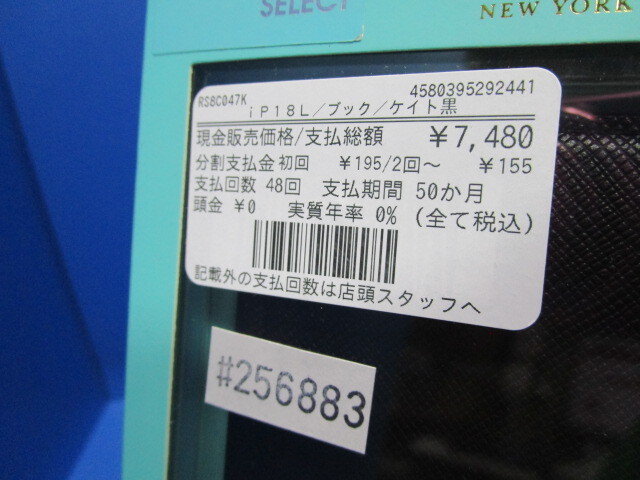 SELECT
NEW YORK
RS8C047K 4580395292441
iP18L/ブック/ケイト黒
現金販売価格/支払総額 ¥7,480
分割支払金 初回 ¥195/2回～ ¥155
支払回数 48回 支払期間 50か月
頭金 ¥0 実質年率 0% (全て税込)
記載外の支払回数は店頭スタッフへ
#256883